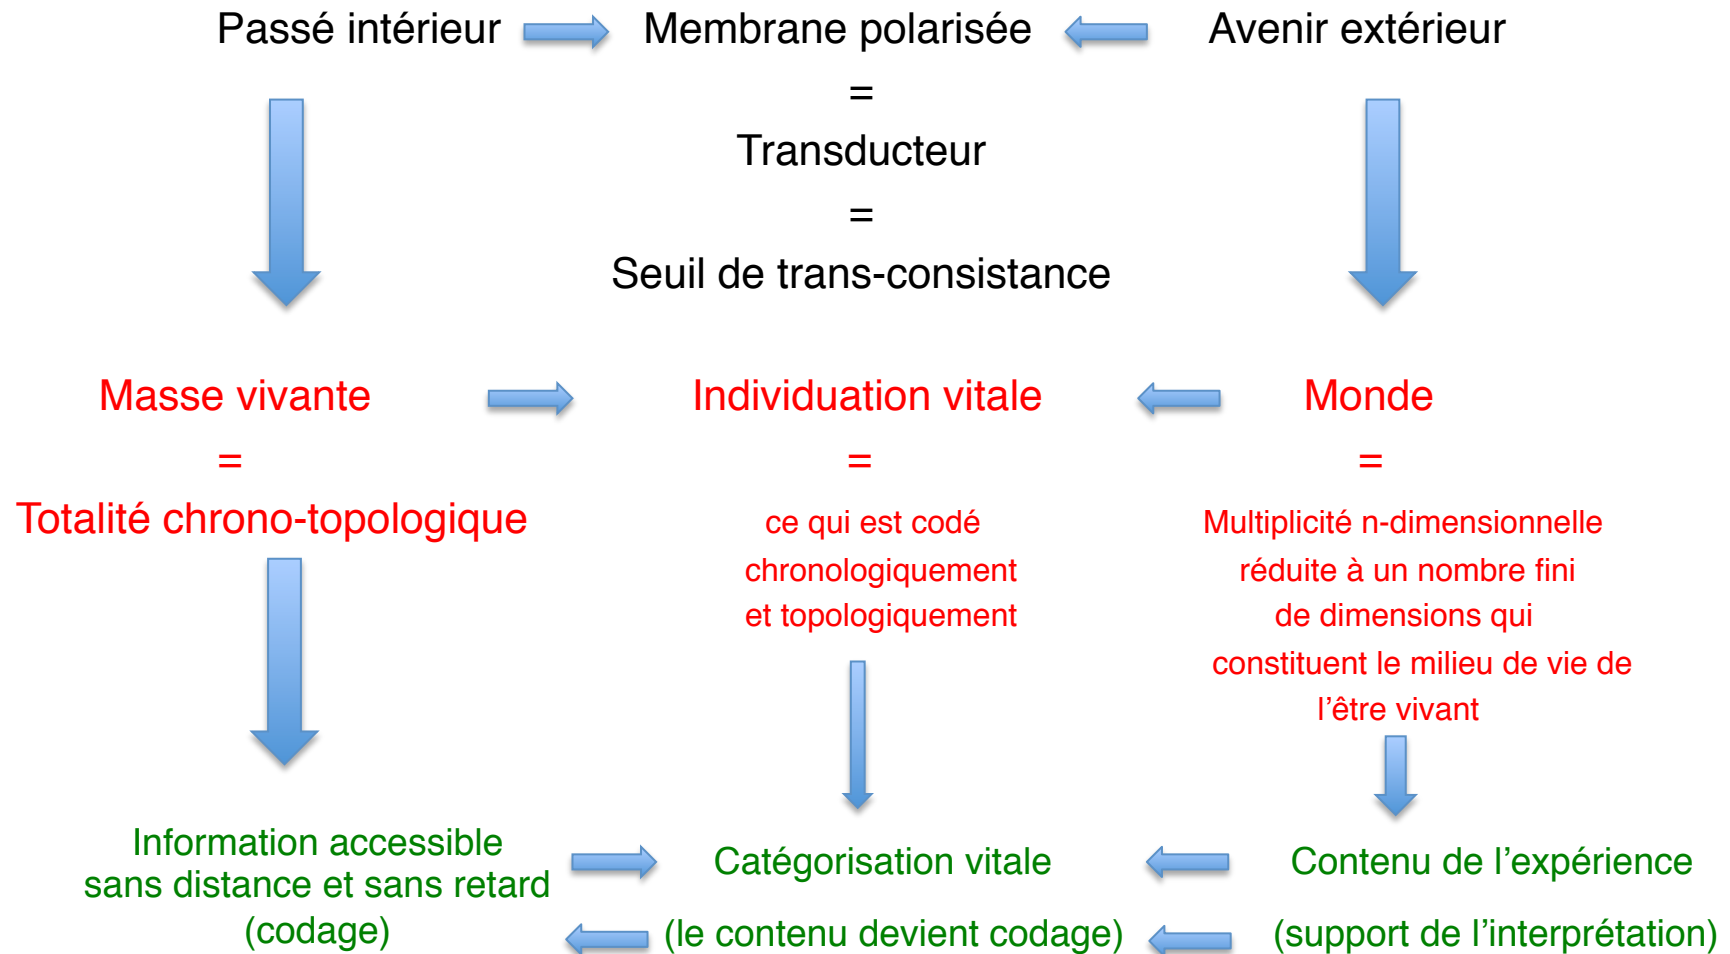 Passé intérieur Membrane polarisée Avenir extérieur
=
Transducteur
=
Seuil de trans-consistance
Masse vivante Individuation vitale Monde
= = =
Totalité chrono-topologique
ce qui est codé
chronologiquement
et topologiquement
Multiplicité n-dimensionnelle
réduite à un nombre fini
de dimensions qui
constituent le milieu de vie de
l’être vivant
Information accessible
sans distance et sans retard
(codage)
Catégorisation vitale
(le contenu devient codage)
Contenu de l’expérience
(support de l’interprétation)